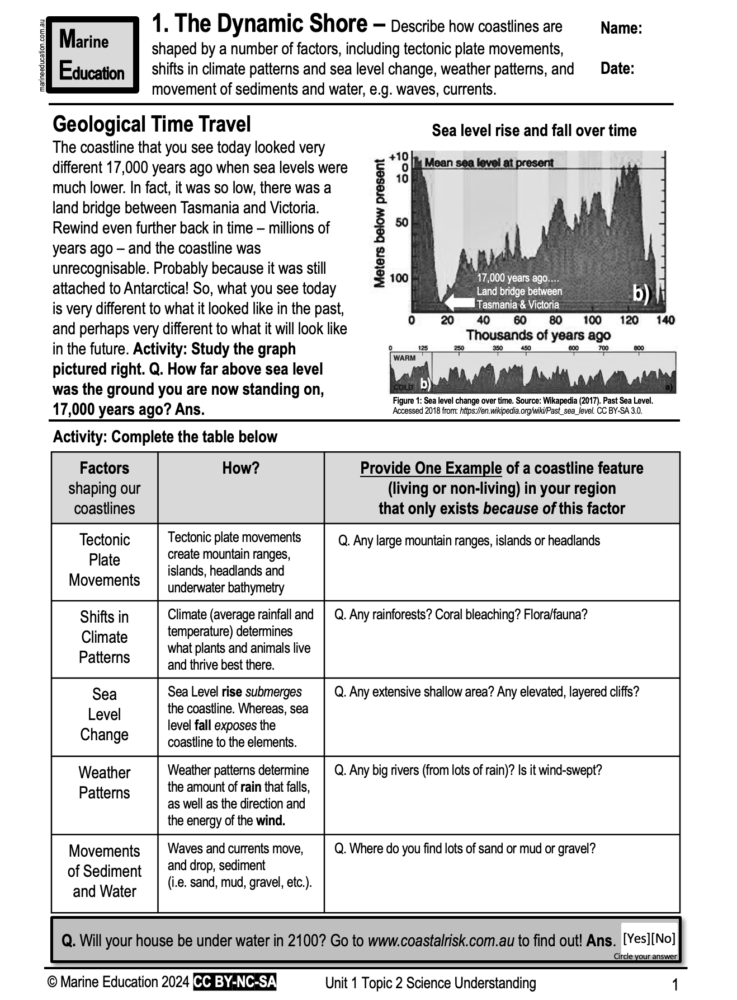 marineeducation.com.au
Marine
Education
1. The Dynamic Shore – Describe how coastlines are
shaped by a number of factors, including tectonic plate movements,
shifts in climate patterns and sea level change, weather patterns, and
movement of sediments and water, e.g. waves, currents.
Name:
Date:
Geological Time Travel
The coastline that you see today looked very
different 17,000 years ago when sea levels were
much lower. In fact, it was so low, there was a
land bridge between Tasmania and Victoria.
Rewind even further back in time – millions of
years ago – and the coastline was
unrecognisable. Probably because it was still
attached to Antarctica! So, what you see today
is very different to what it looked like in the past,
and perhaps very different to what it will look like
in the future. Activity: Study the graph
pictured right. Q. How far above sea level
was the ground you are now standing on,
17,000 years ago? Ans.
Sea level rise and fall over time
Meters below present
+10
0
10
50
100
Mean sea level at present
17,000 years ago....
Land bridge between
Tasmania & Victoria
b)
0 20 40 60 80 100 120 140
Thousands of years ago
0 125 250 350 450 600 700 800
WARM
COLD b) a)
Figure 1: Sea level change over time. Source: Wikapedia (2017). Past Sea Level.
Accessed 2018 from: https://en.wikipedia.org/wiki/Past_sea_level. CC BY-SA 3.0.
Activity: Complete the table below
Factors
shaping our
coastlines
How?
Provide One Example of a coastline feature
(living or non-living) in your region
that only exists because of this factor
Tectonic
Plate
Movements
Tectonic plate movements
create mountain ranges,
islands, headlands and
underwater bathymetry
Q. Any large mountain ranges, islands or headlands
Shifts in
Climate
Patterns
Climate (average rainfall and
temperature) determines
what plants and animals live
and thrive best there.
Q. Any rainforests? Coral bleaching? Flora/fauna?
Sea
Level
Change
Sea Level rise submerges
the coastline. Whereas, sea
level fall exposes the
coastline to the elements.
Q. Any extensive shallow area? Any elevated, layered cliffs?
Weather
Patterns
Weather patterns determine
the amount of rain that falls,
as well as the direction and
the energy of the wind.
Q. Any big rivers (from lots of rain)? Is it wind-swept?
Movements
of Sediment
and Water
Waves and currents move,
and drop, sediment
(i.e. sand, mud, gravel, etc.).
Q. Where do you find lots of sand or mud or gravel?
Q. Will your house be under water in 2100? Go to www.coastalrisk.com.au to find out! Ans. [Yes][No]
Circle your answer
© Marine Education 2024 CC BY-NC-SA
Unit 1 Topic 2 Science Understanding
1